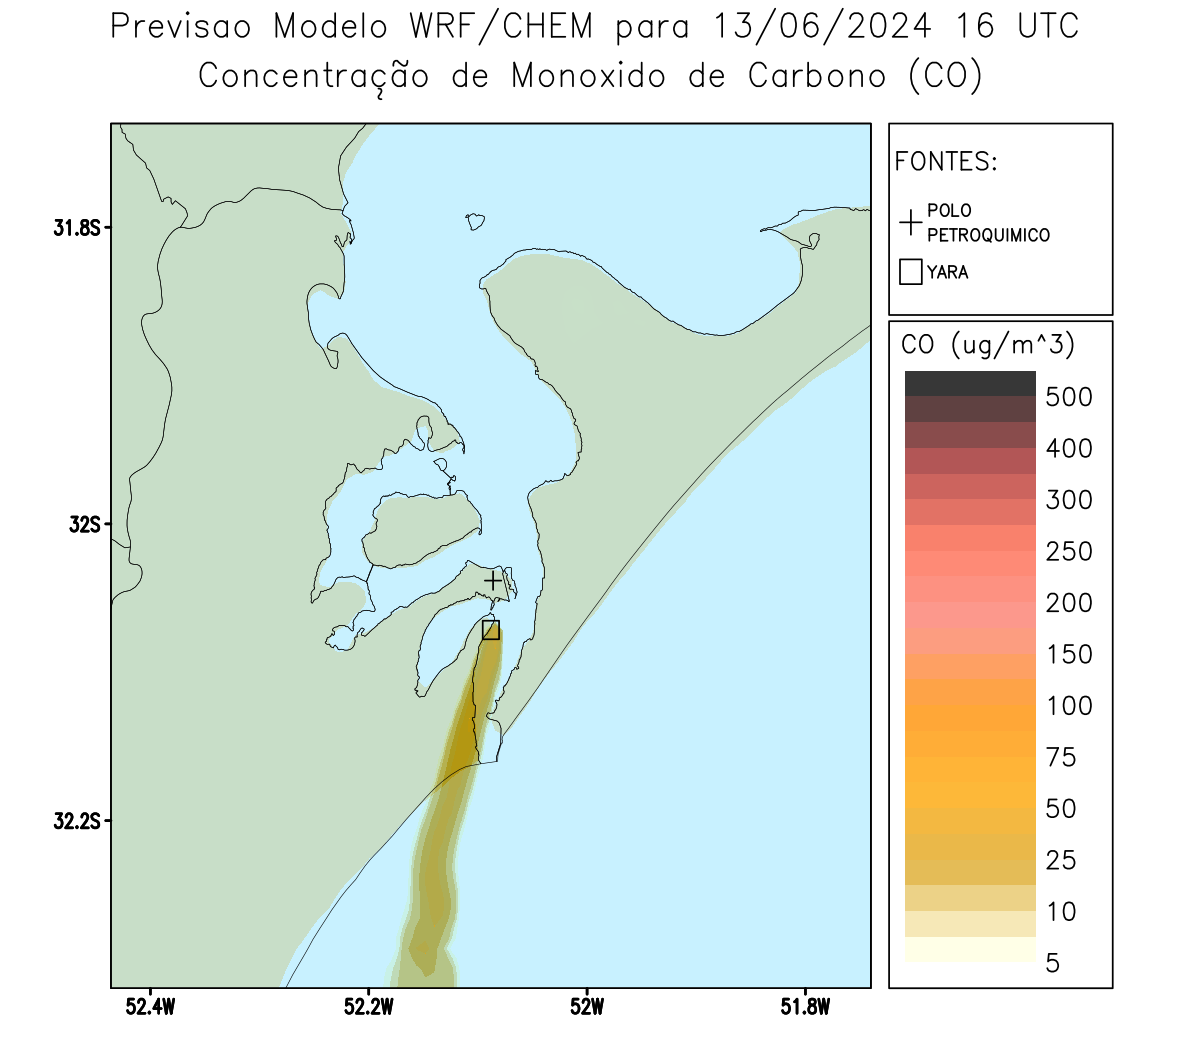 Previsao Modelo WRF/CHEM para 13/06/2024 16 UTC
Concentração de Monoxido de Carbono (CO)
FONTES:
POLO
PETROQUIMICO
YARA
CO (ug/m^3)
500
400
300
250
200
150
100
75
50
25
10
5
31.8S
32S
32.2S
52.4W
52.2W
52W
51.8W